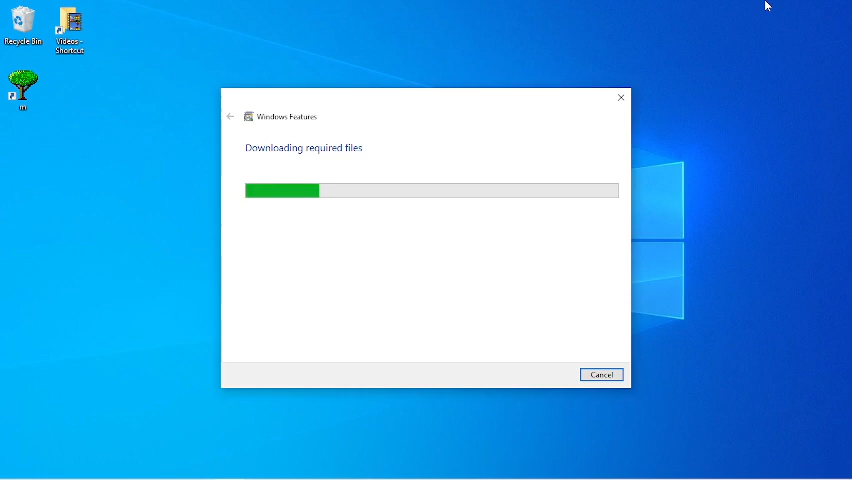 Recycle Bin
Videos -
Shortcut
m
Windows Features
Downloading required files
Cancel